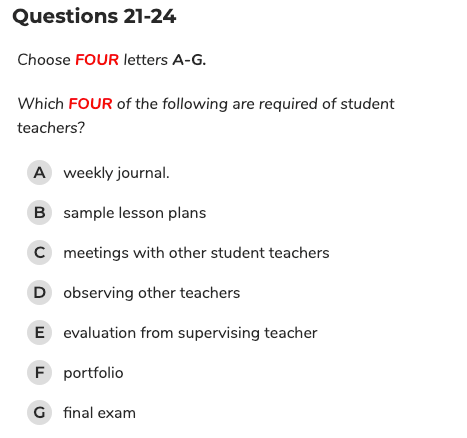 Questions 21-24
Choose FOUR letters A-G.
Which FOUR of the following are required of student
teachers?
A weekly journal.
B sample lesson plans
C meetings with other student teachers
D observing other teachers
E evaluation from supervising teacher
F portfolio
G final exam